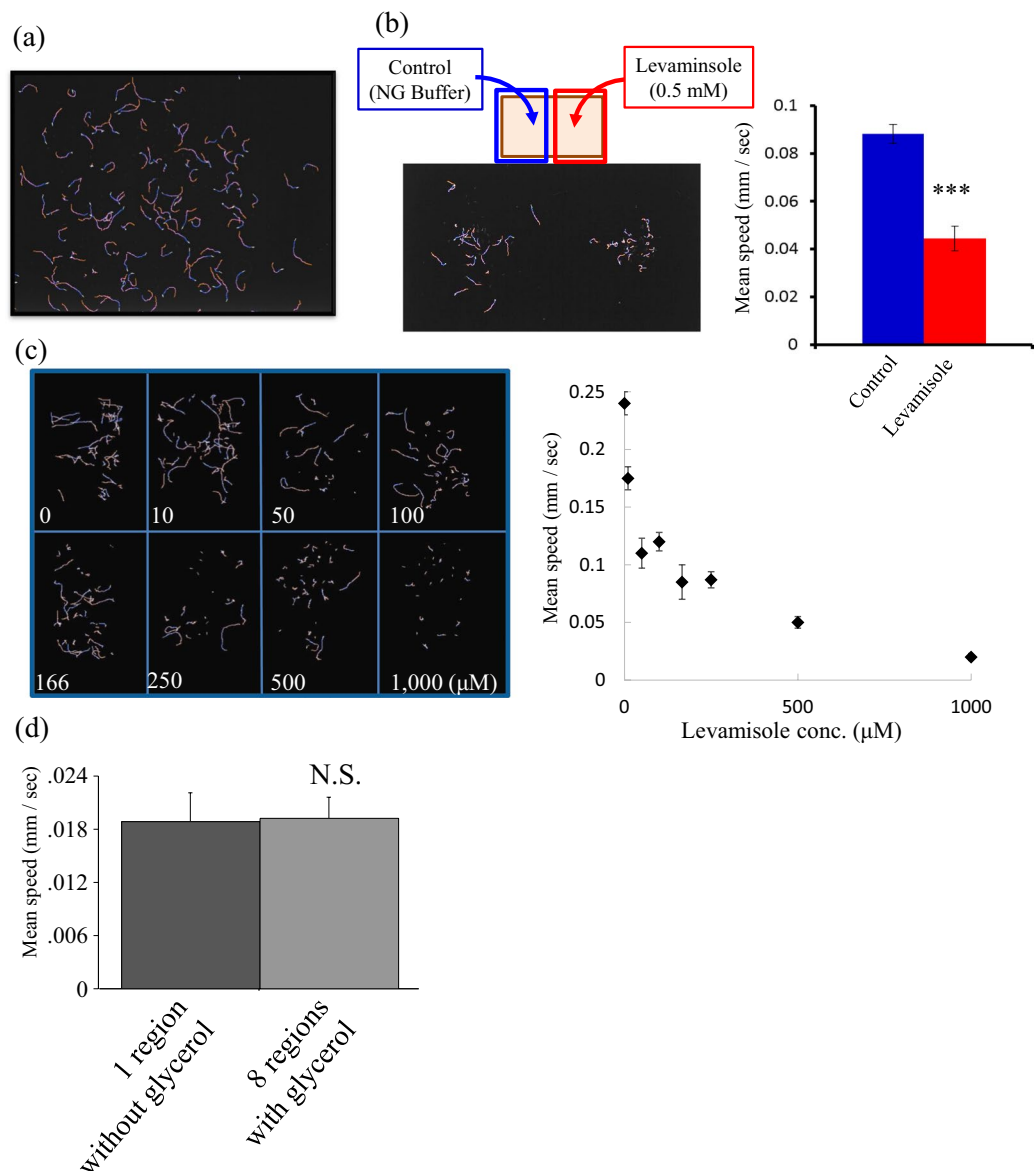 (a)
(b)
Control
(NG Buffer)
Levaminsole
(0.5 mM)
Mean speed (mm / sec)
0.1
0.08
0.06
0.04
0.02
0
***
Control
Levamisole
(c)
0
10
50
100
166
250
500
1,000 (μM)
Mean speed (mm / sec)
0.25
0.2
0.15
0.1
0.05
0
0
500
1000
Levamisole conc. (μM)
(d)
Mean speed (mm / sec)
.024
.018
.012
.006
0
N.S.
1 region
without glycerol
8 regions
with glycerol